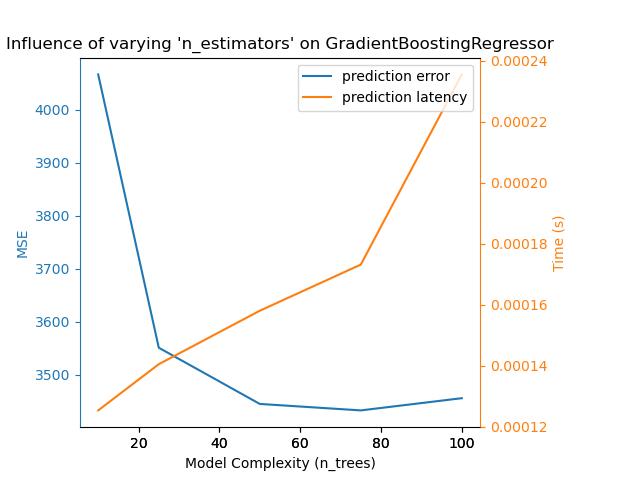 Influence of varying 'n_estimators' on GradientBoostingRegressor
prediction error
prediction latency
MSE
4000
3900
3800
3700
3600
3500
0.00024
0.00022
0.00020
0.00018
0.00016
0.00014
0.00012
Time (s)
20 40 60 80 100
Model Complexity (n_trees)